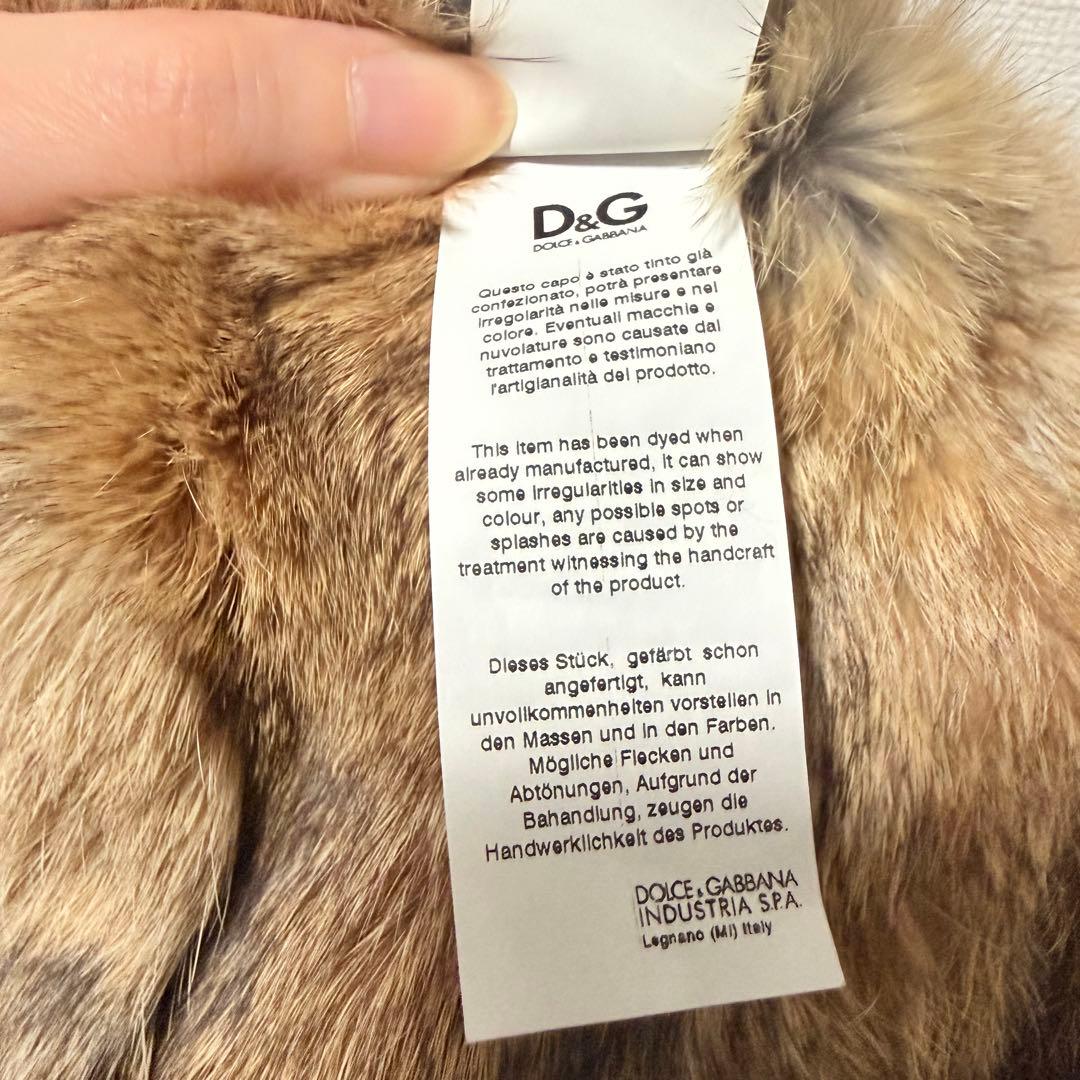 D&G
DOLCE & GABBANA
Questo capo è stato tinto già
confezionato, potrà presentare
irregolarità nelle misure e nel
colore. Eventuali macchie e
nuvolature sono causate dal
trattamento e testimoniano
l'artigianalità del prodotto.
This item has been dyed when
already manufactured, it can show
some irregularities in size and
colour, any possible spots or
splashes are caused by the
treatment witnessing the handcraft
of the product.
Dieses Stück, gefärbt schon
angefertigt, kann
unvollkommenheiten vorstellen in
den Massen und in den Farben.
Mögliche Flecken und
Abtönungen, Aufgrund der
Bahandlung, zeugen die
Handwerklichkeit des Produktes.
DOLCE & GABBANA
INDUSTRIA S.P.A.
Legnano (MI) Italy